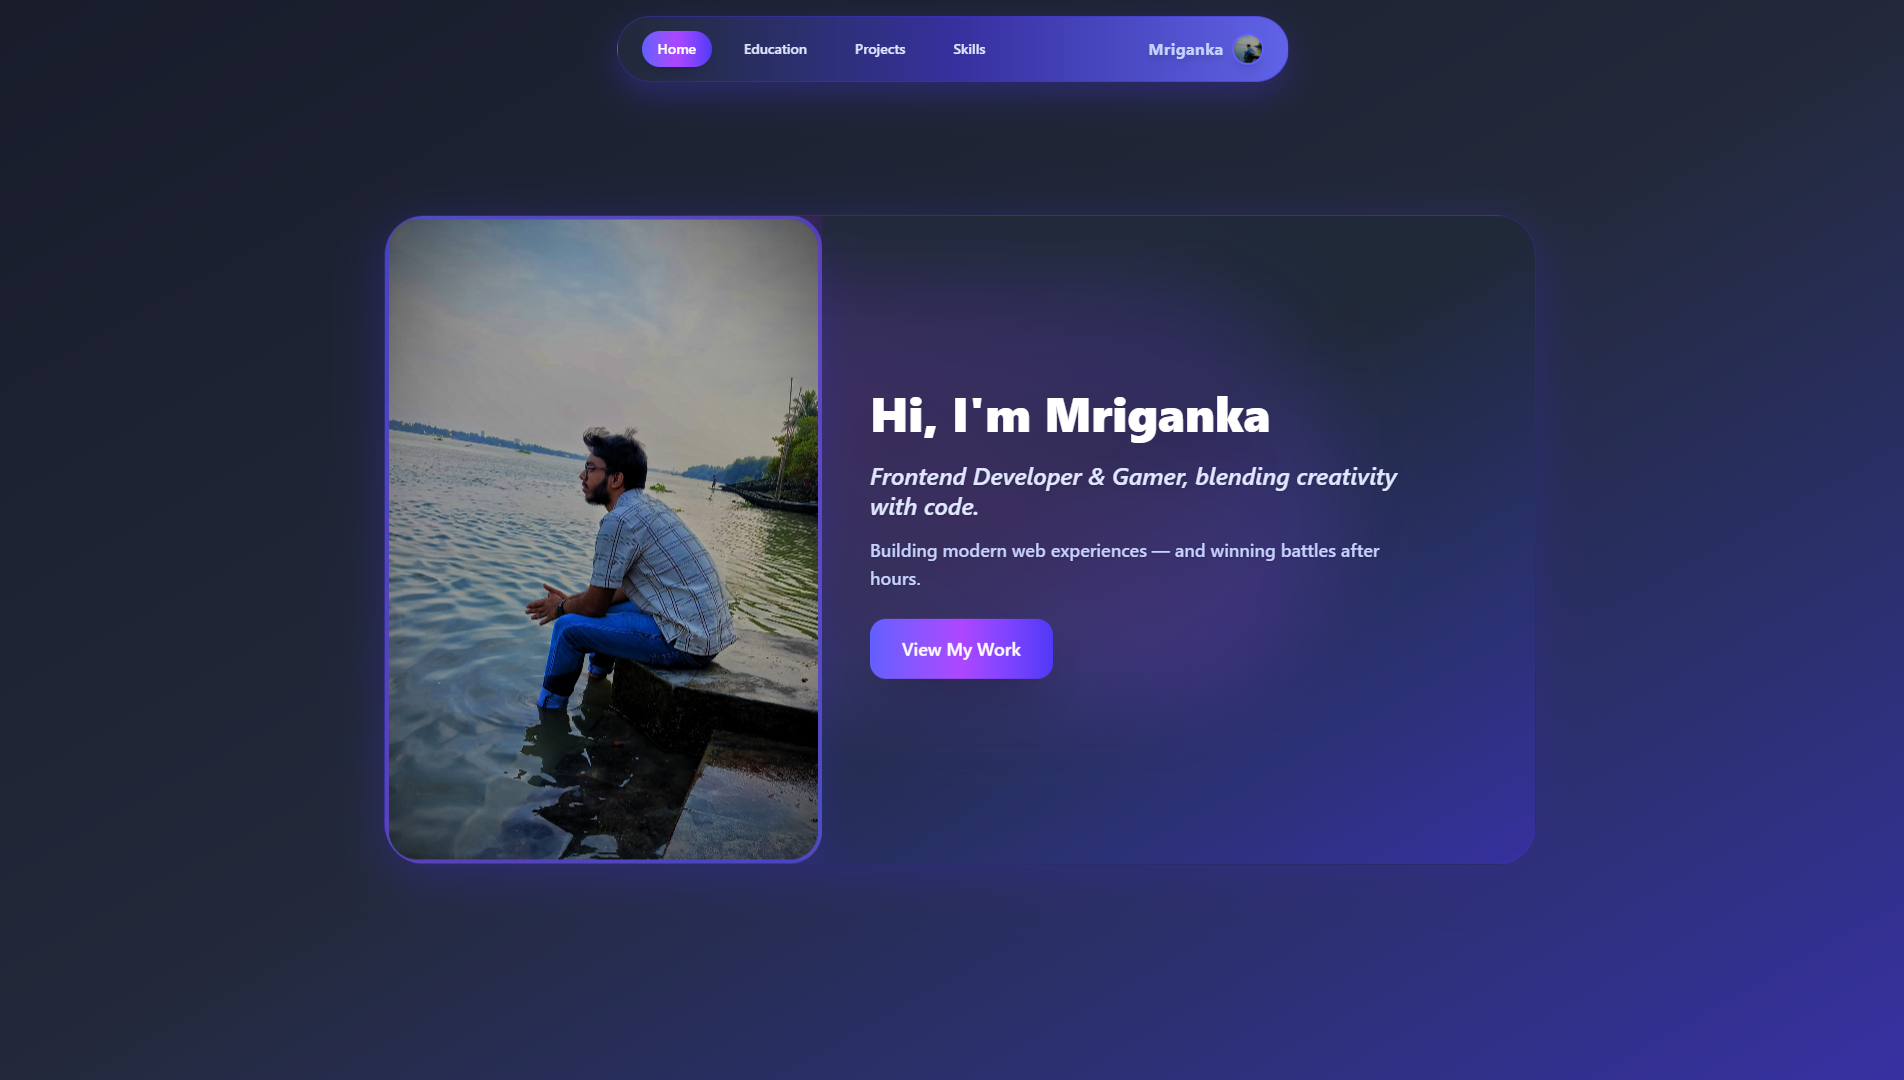 Home Education Projects Skills Mriganka
Hi, I'm Mriganka
Frontend Developer & Gamer, blending creativity
with code.
Building modern web experiences — and winning battles after
hours.
View My Work